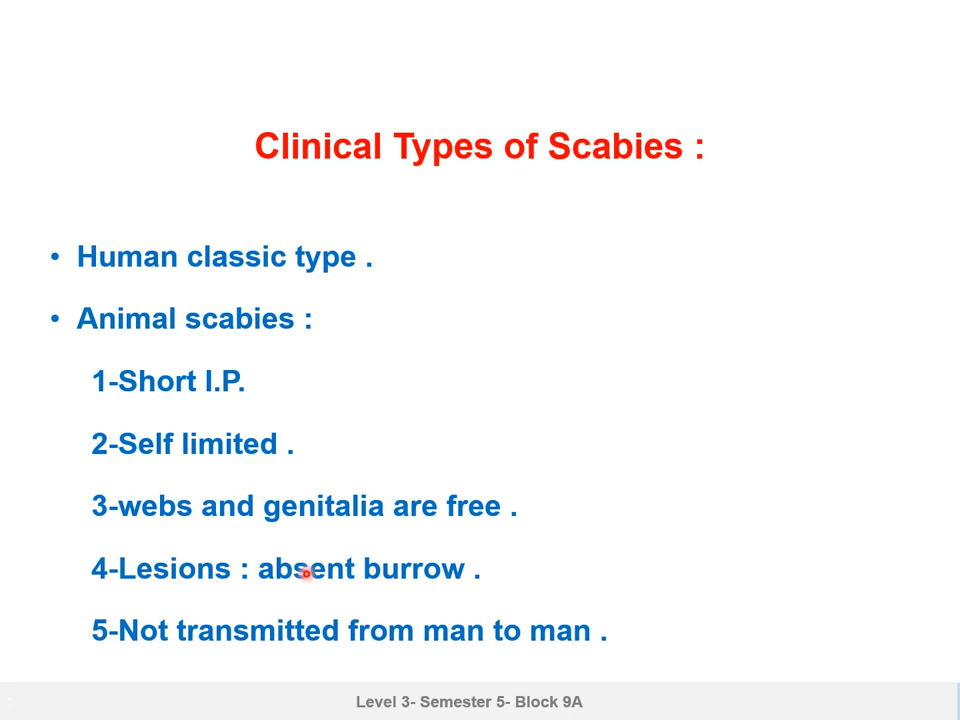 Clinical Types of Scabies :
• Human classic type .
• Animal scabies :
1-Short I.P.
2-Self limited .
3-webs and genitalia are free .
4-Lesions : absent burrow .
5-Not transmitted from man to man .
Level 3- Semester 5- Block 9A